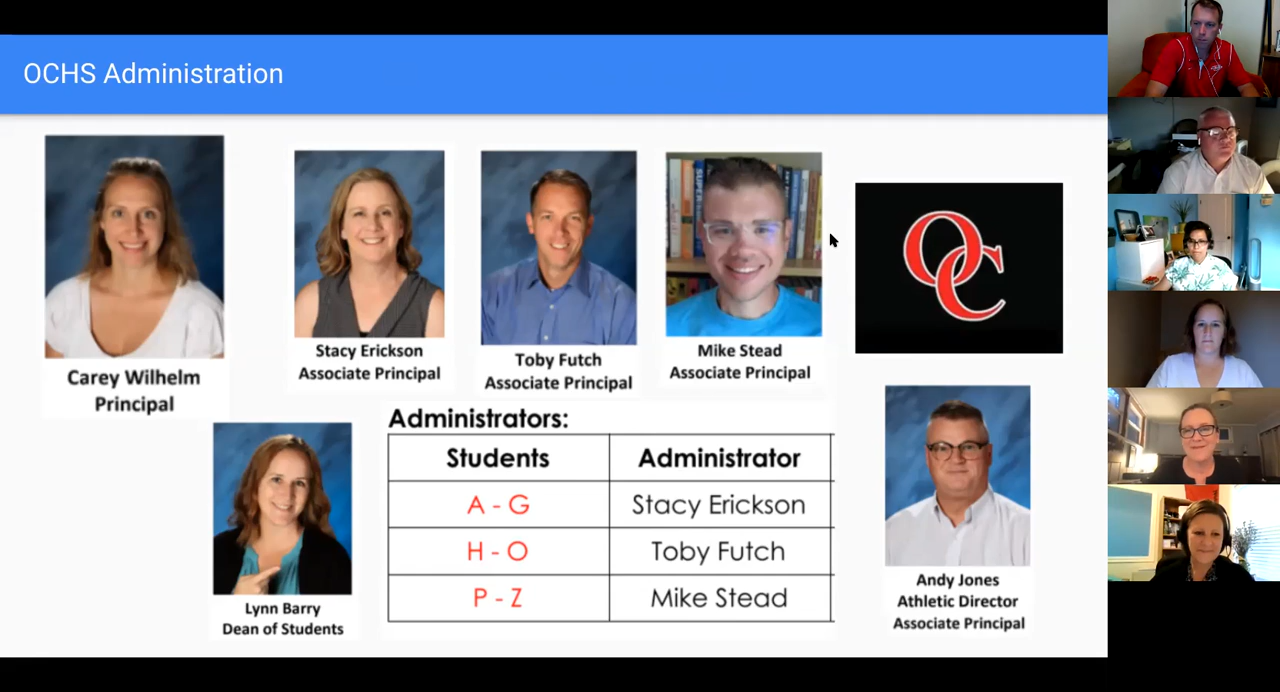 OCHS Administration
Carey Wilhelm
Principal
Stacy Erickson
Associate Principal
Toby Futch
Associate Principal
Mike Stead
Associate Principal
OC
Lynn Barry
Dean of Students
Administrators:
Students Administrator
A - G Stacy Erickson
H - O Toby Futch
P - Z Mike Stead
Andy Jones
Athletic Director
Associate Principal